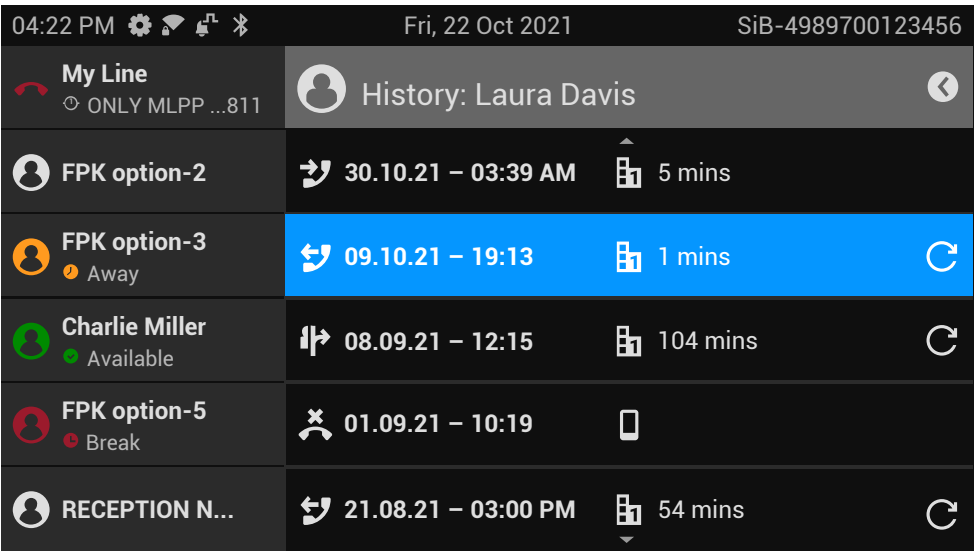 04:22 PM Fri, 22 Oct 2021 SiB-4989700123456
My Line
ONLY MLPP ...811
History: Laura Davis
FPK option-2
30.10.21 – 03:39 AM 5 mins
FPK option-3
Away
09.10.21 – 19:13 1 mins
Charlie Miller
Available
08.09.21 – 12:15 104 mins
FPK option-5
Break
01.09.21 – 10:19
RECEPTION N...
21.08.21 – 03:00 PM 54 mins